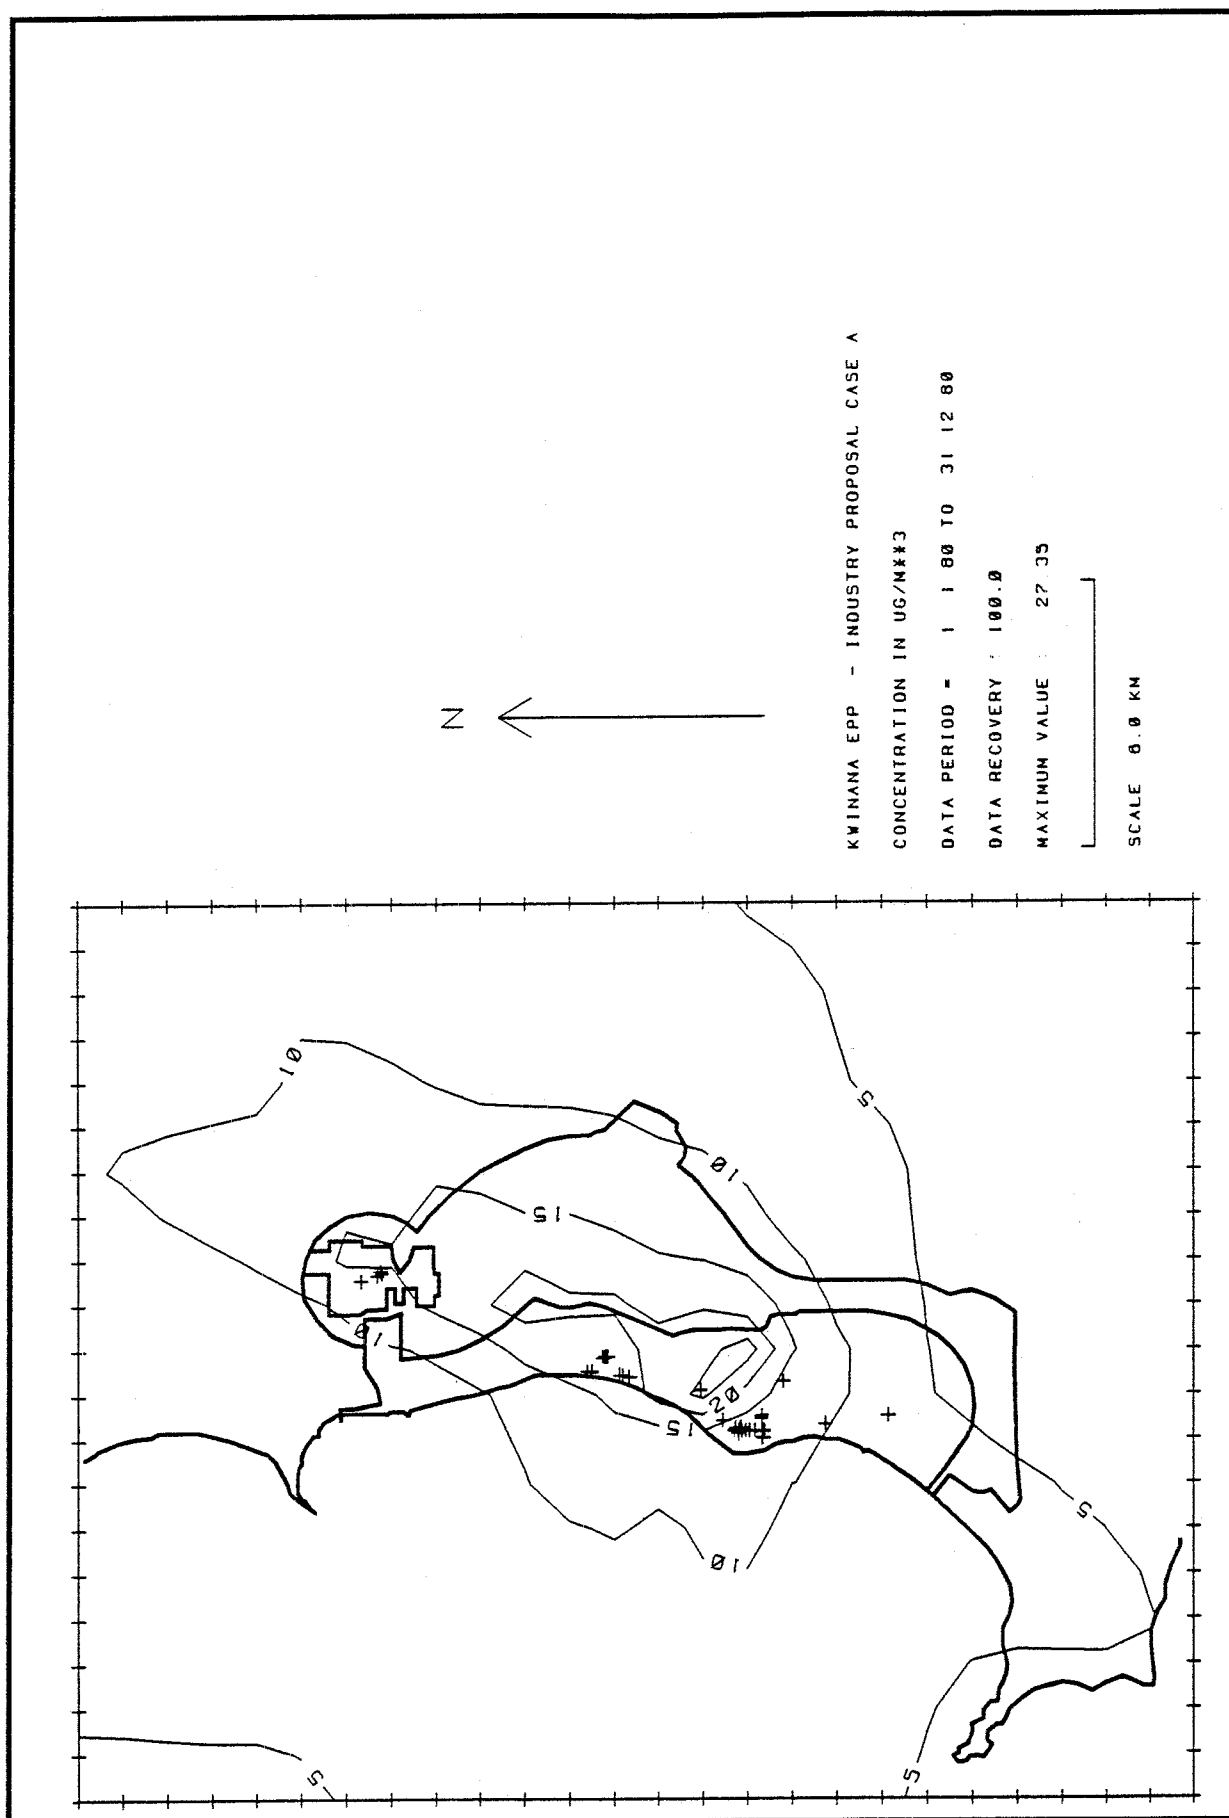 N
KWINANA EPP - INDUSTRY PROPOSAL CASE A
CONCENTRATION IN UG/M**3
DATA PERIOD = 1 1 80 TO 31 12 80
DATA RECOVERY : 100.0
MAXIMUM VALUE : 27.35
SCALE 6.0 KM
10
10
15
10
5
20
15
10
5
5
5